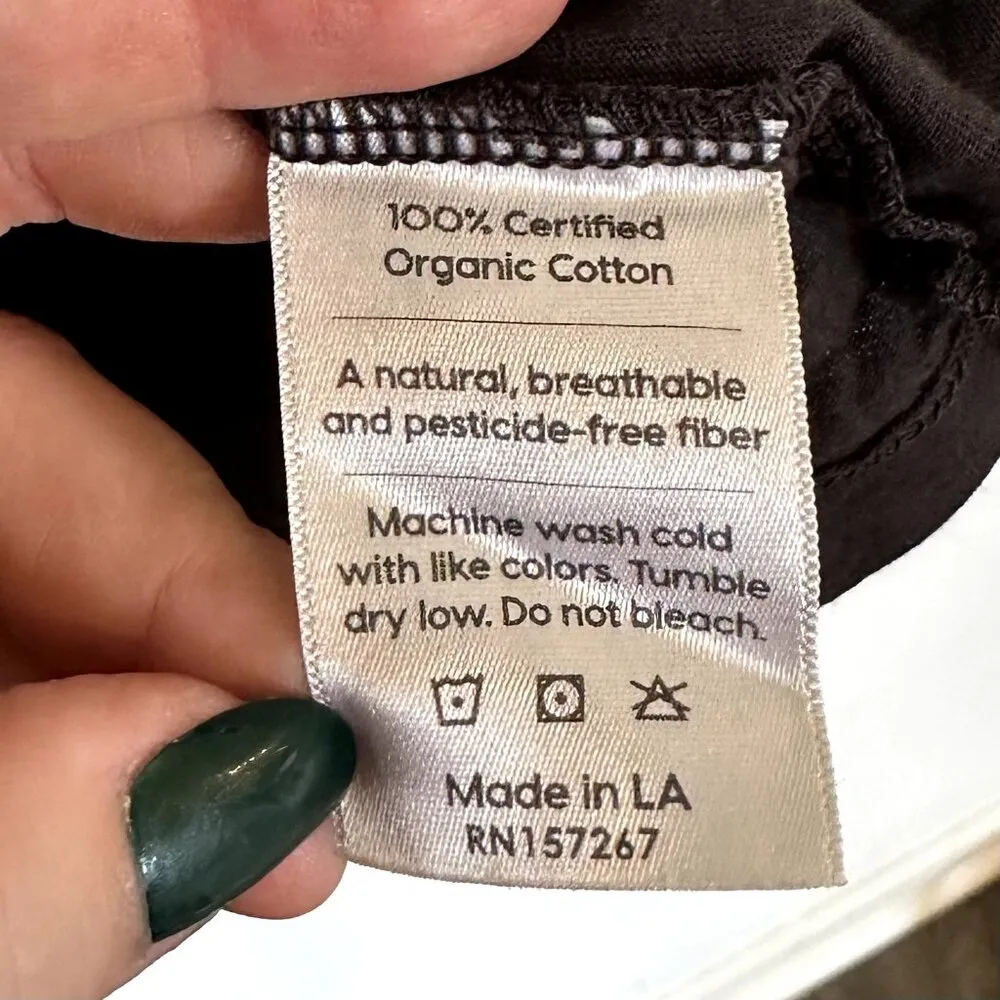 100% Certified
Organic Cotton
A natural, breathable
and pesticide-free fiber
Machine wash cold
with like colors. Tumble
dry low. Do not bleach.
Made in LA
RN157267